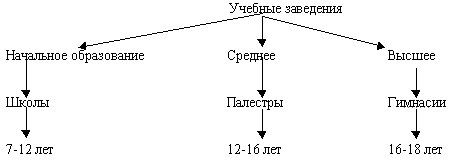 Учебные заведения
Начальное образование Среднее Высшее
Школы Палестры Гимнасии
7-12 лет 12-16 лет 16-18 лет